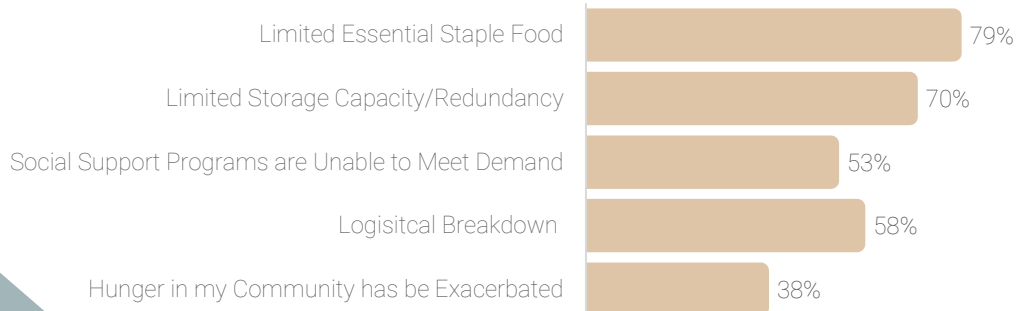 Limited Essential Staple Food 79%
Limited Storage Capacity/Redundancy 70%
Social Support Programs are Unable to Meet Demand 53%
Logisitcal Breakdown 58%
Hunger in my Community has be Exacerbated 38%